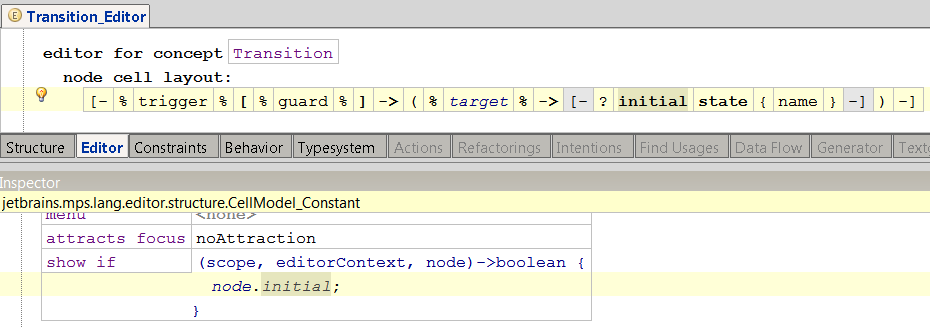 Transition_Editor
editor for concept Transition
node cell layout:
[- % trigger % [ % guard % ] -> ( % target % -> [- ? initial state { name } -] ) -]
Structure Editor Constraints Behavior Typesystem Actions Refactorings Intentions Find Usages Data Flow Generator Texto
Inspector
jetbrains.mps.lang.editor.structure.CellModel_Constant
menu <none>
attracts focus noAttraction
show if (scope, editorContext, node)->boolean {
node.initial;
}